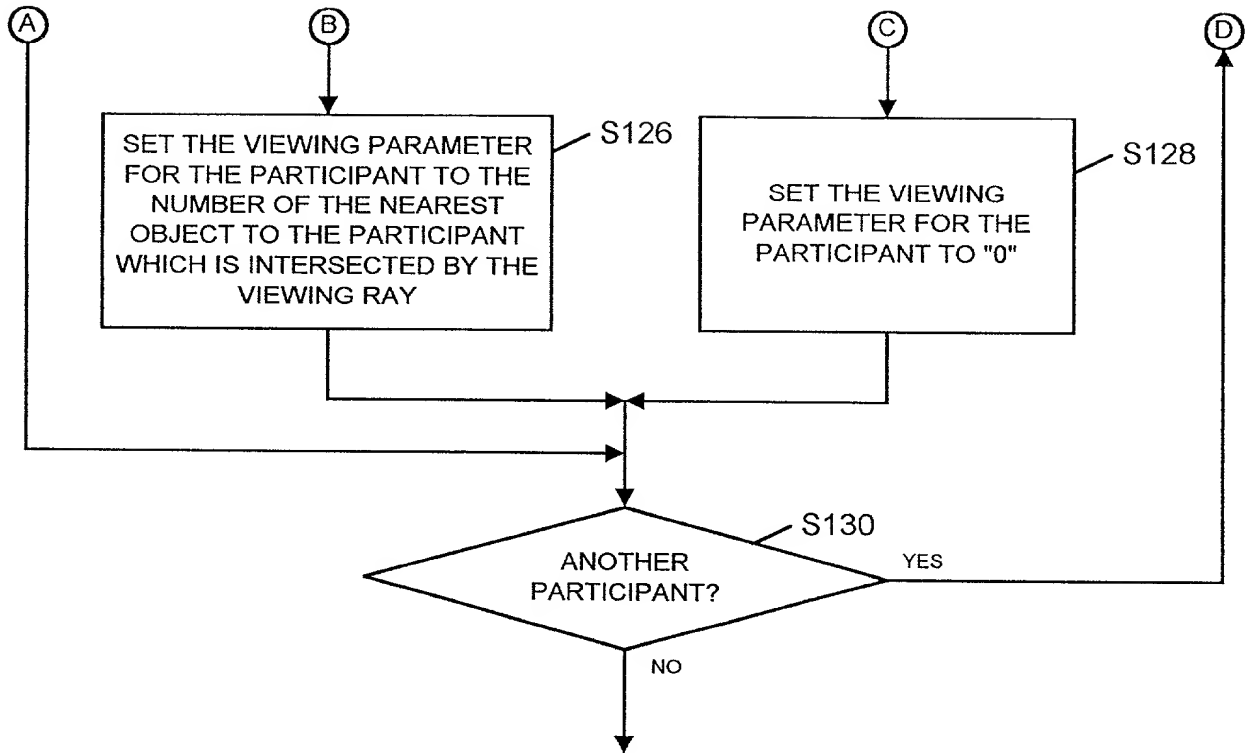 A
B
C
D
SET THE VIEWING PARAMETER
FOR THE PARTICIPANT TO THE
NUMBER OF THE NEAREST
OBJECT TO THE PARTICIPANT
WHICH IS INTERSECTED BY THE
VIEWING RAY
S126
SET THE VIEWING
PARAMETER FOR THE
PARTICIPANT TO "0"
S128
ANOTHER
PARTICIPANT?
S130
YES
NO